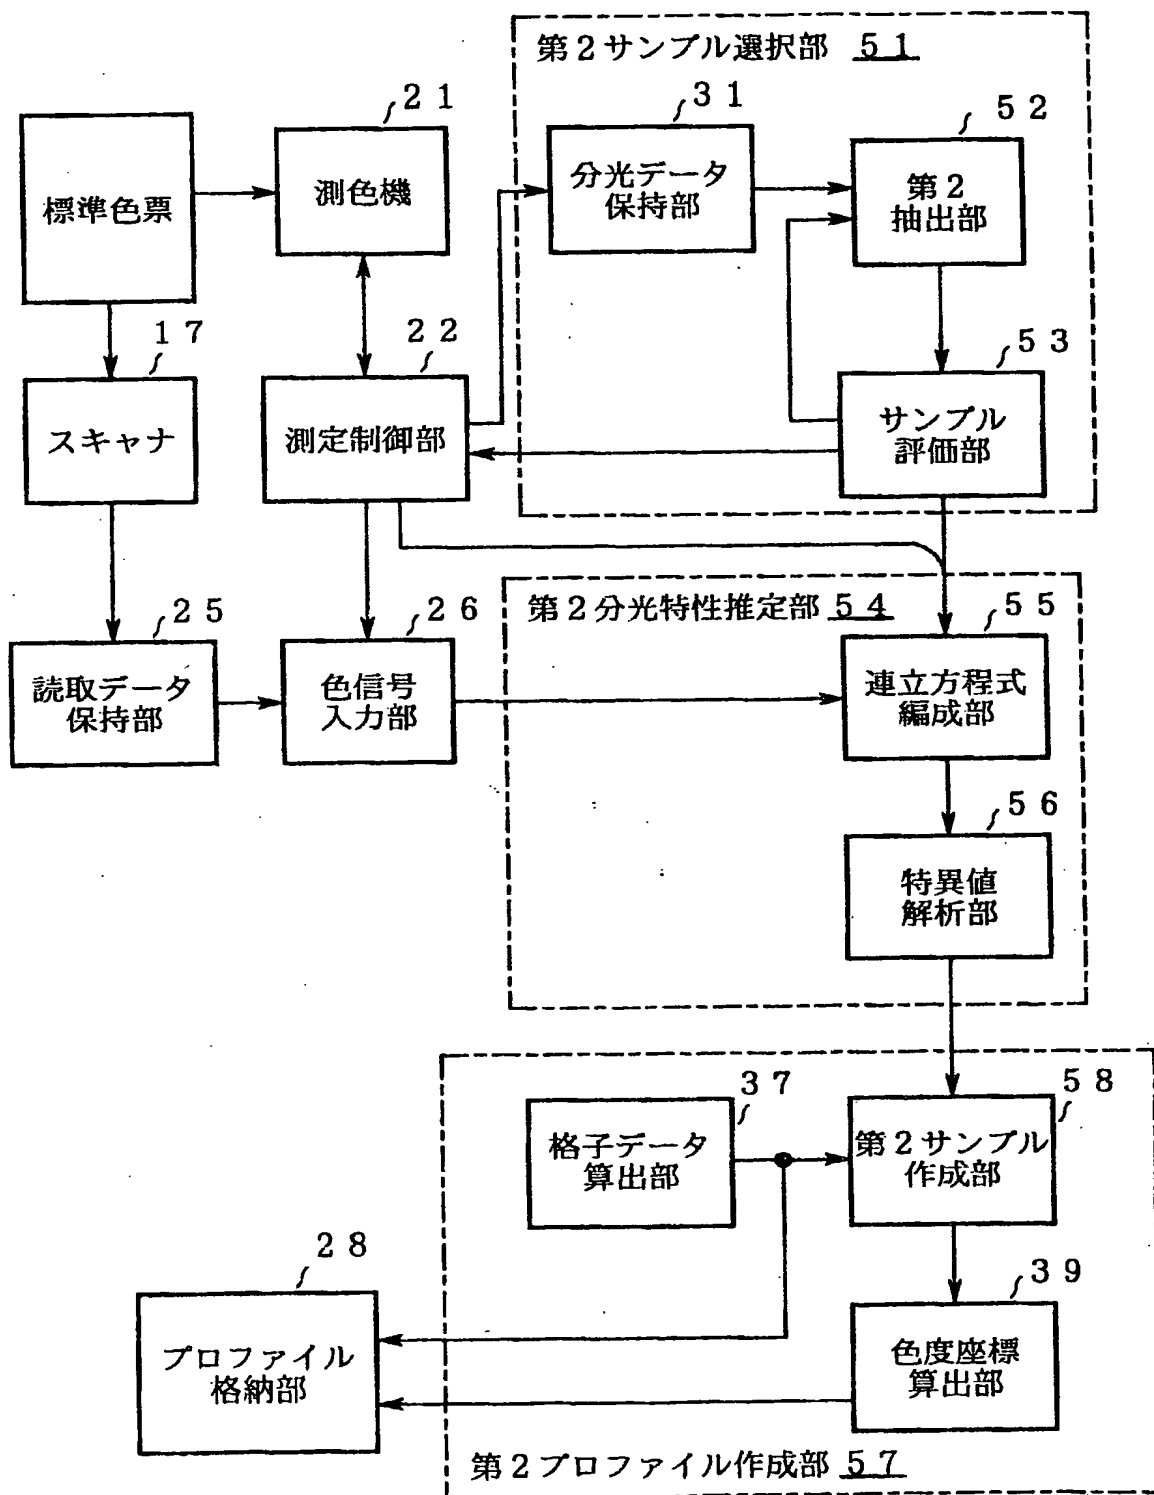 第2サンプル選択部 51
21
31
52
標準色票
測色機
分光データ
保持部
第2
抽出部
17
22
53
スキャナ
測定制御部
サンプル
評価部
25
26
第2分光特性推定部 54
55
読取データ
保持部
色信号
入力部
連立方程式
編成部
56
特異値
解析部
37
58
格子データ
算出部
第2サンプル
作成部
28
39
プロファイル
格納部
色度座標
算出部
第2プロファイル作成部 57